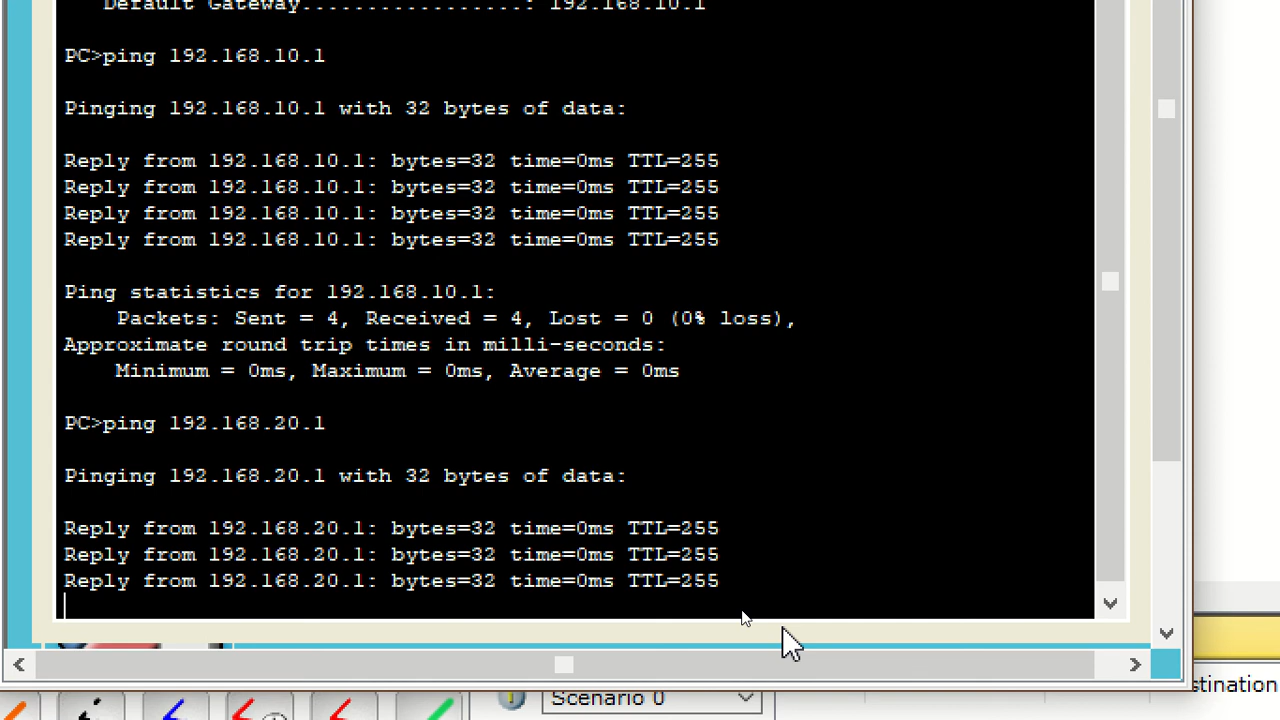 Default Gateway.................: 192.168.10.1
PC>ping 192.168.10.1
Pinging 192.168.10.1 with 32 bytes of data:
Reply from 192.168.10.1: bytes=32 time=0ms TTL=255
Reply from 192.168.10.1: bytes=32 time=0ms TTL=255
Reply from 192.168.10.1: bytes=32 time=0ms TTL=255
Reply from 192.168.10.1: bytes=32 time=0ms TTL=255
Ping statistics for 192.168.10.1:
Packets: Sent = 4, Received = 4, Lost = 0 (0% loss),
Approximate round trip times in milli-seconds:
Minimum = 0ms, Maximum = 0ms, Average = 0ms
PC>ping 192.168.20.1
Pinging 192.168.20.1 with 32 bytes of data:
Reply from 192.168.20.1: bytes=32 time=0ms TTL=255
Reply from 192.168.20.1: bytes=32 time=0ms TTL=255
Reply from 192.168.20.1: bytes=32 time=0ms TTL=255
Scenario 0
stination